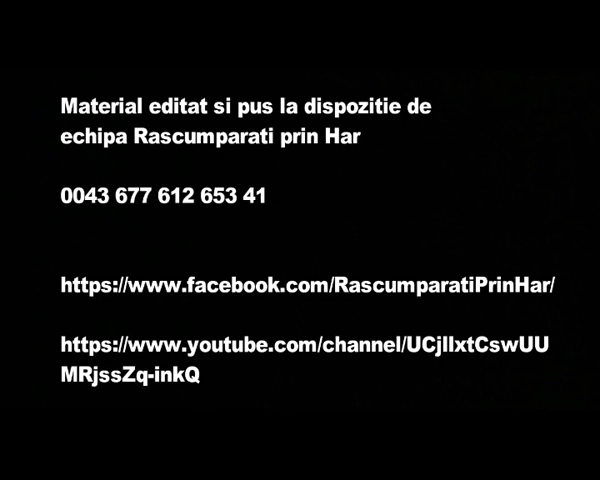 Material editat si pus la dispozitie de
echipa Rascumparati prin Har
0043 677 612 653 41
https://www.facebook.com/RascumparatiPrinHar/
https://www.youtube.com/channel/UCjIlxtCswUU
MRjssZq-inkQ